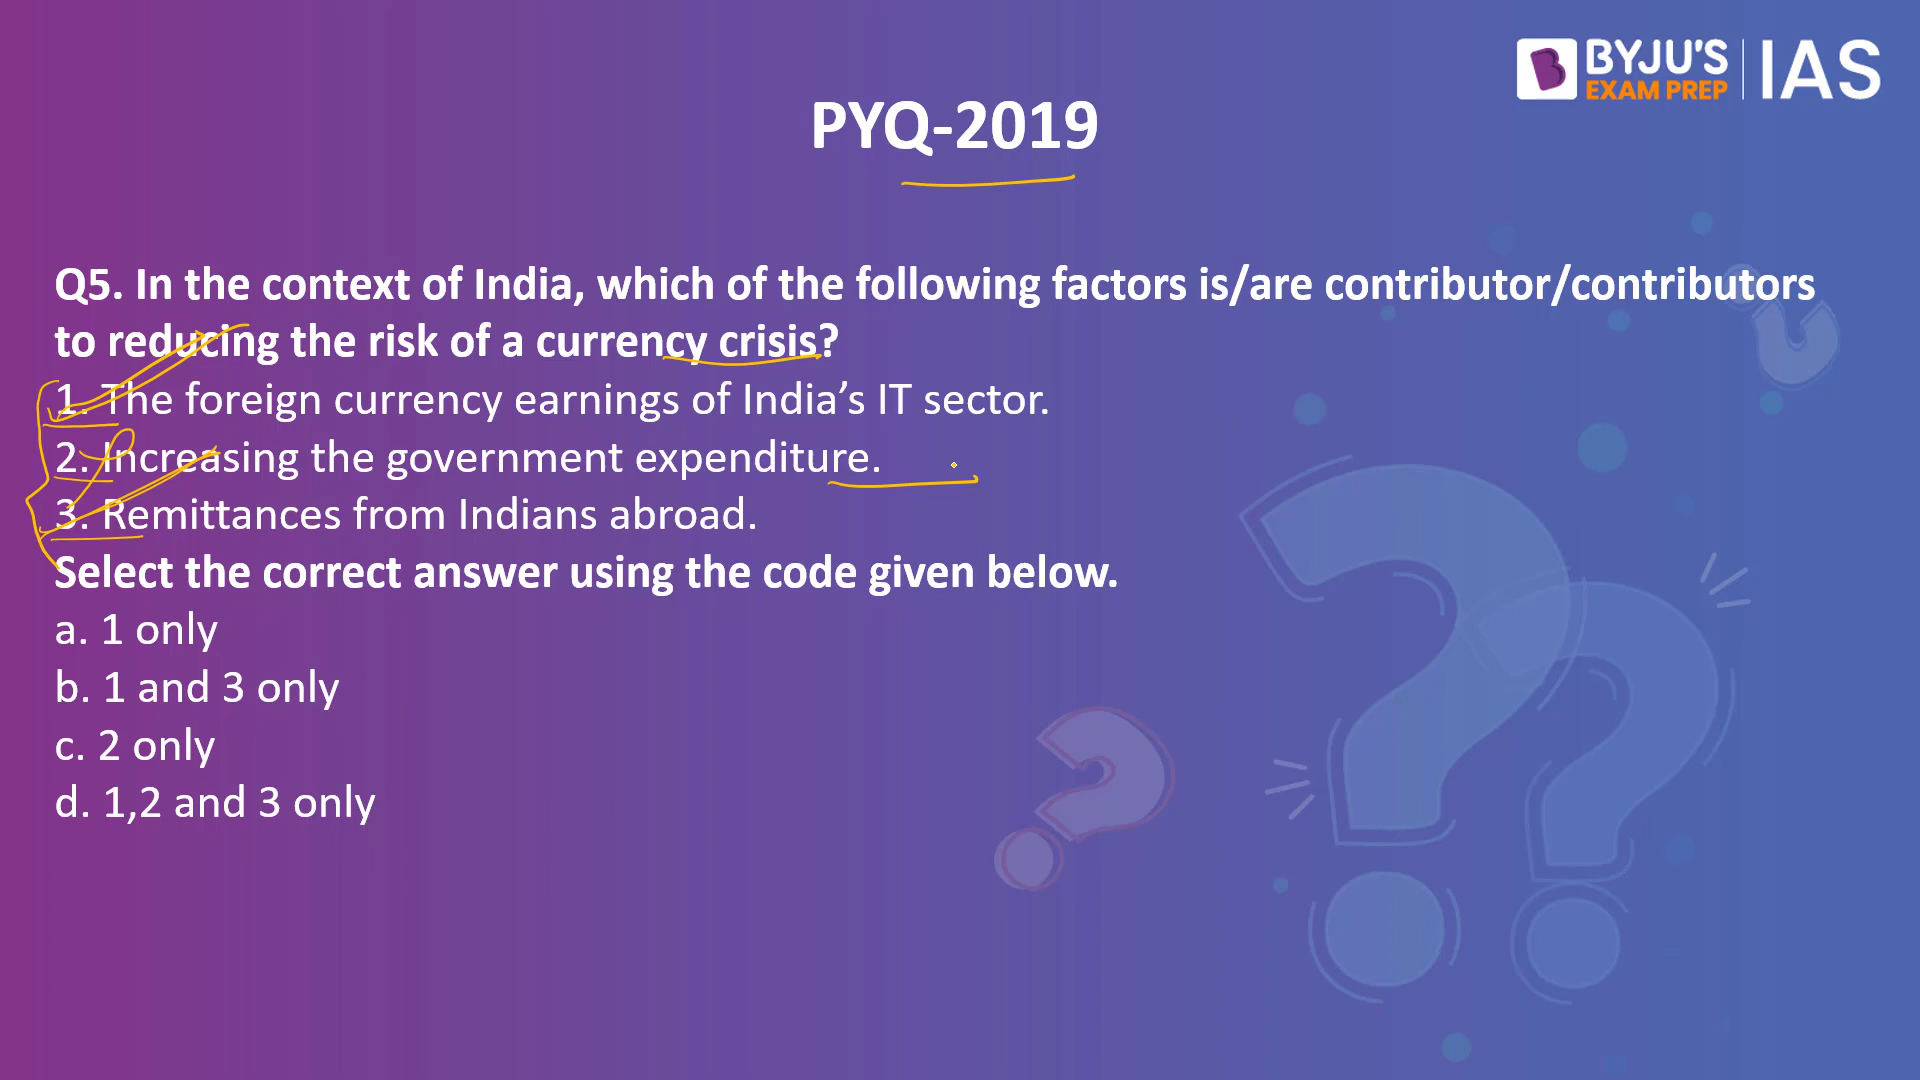 BYJU'S
EXAM PREP
IAS
PYQ-2019
Q5. In the context of India, which of the following factors is/are contributor/contributors
to reducing the risk of a currency crisis?
1. The foreign currency earnings of India’s IT sector.
2. Increasing the government expenditure.
3. Remittances from Indians abroad.
Select the correct answer using the code given below.
a. 1 only
b. 1 and 3 only
c. 2 only
d. 1,2 and 3 only